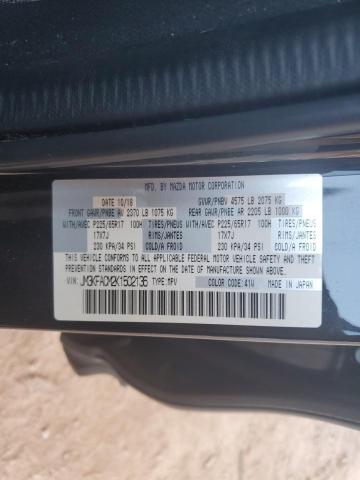 MFD.BY MAZDA MOTOR CORPORATION
DATE 10/18 GVWR/PNBV 4575 LB 2075 KG
FRONT GAWR/PNBE AV 2370 LB 1075 KG REAR GAWR/PNBE AR 2205 LB 1000 KG
WITH/AVEC P225/65R17 100H TIRES/PNEUS WITH/AVEC P225/65R17 100H TIRES/PNEUS
17X7J RIMS/JANTES 17X7J RIMS/JANTES
230 KPA/34 PSI COLD/A FROID 230 KPA/34 PSI COLD/A FROID
THIS VEHICLE CONFORMS TO ALL APPLICABLE FEDERAL MOTOR VEHICLE SAFETY,
BUMPER, AND THEFT PREVENTION STANDARDS IN EFFECT ON THE DATE OF MANUFACTURE SHOWN ABOVE.
VIN: JM3KFACM2K1502136 TYPE:MPV COLOR CODE:41W MADE IN JAPAN